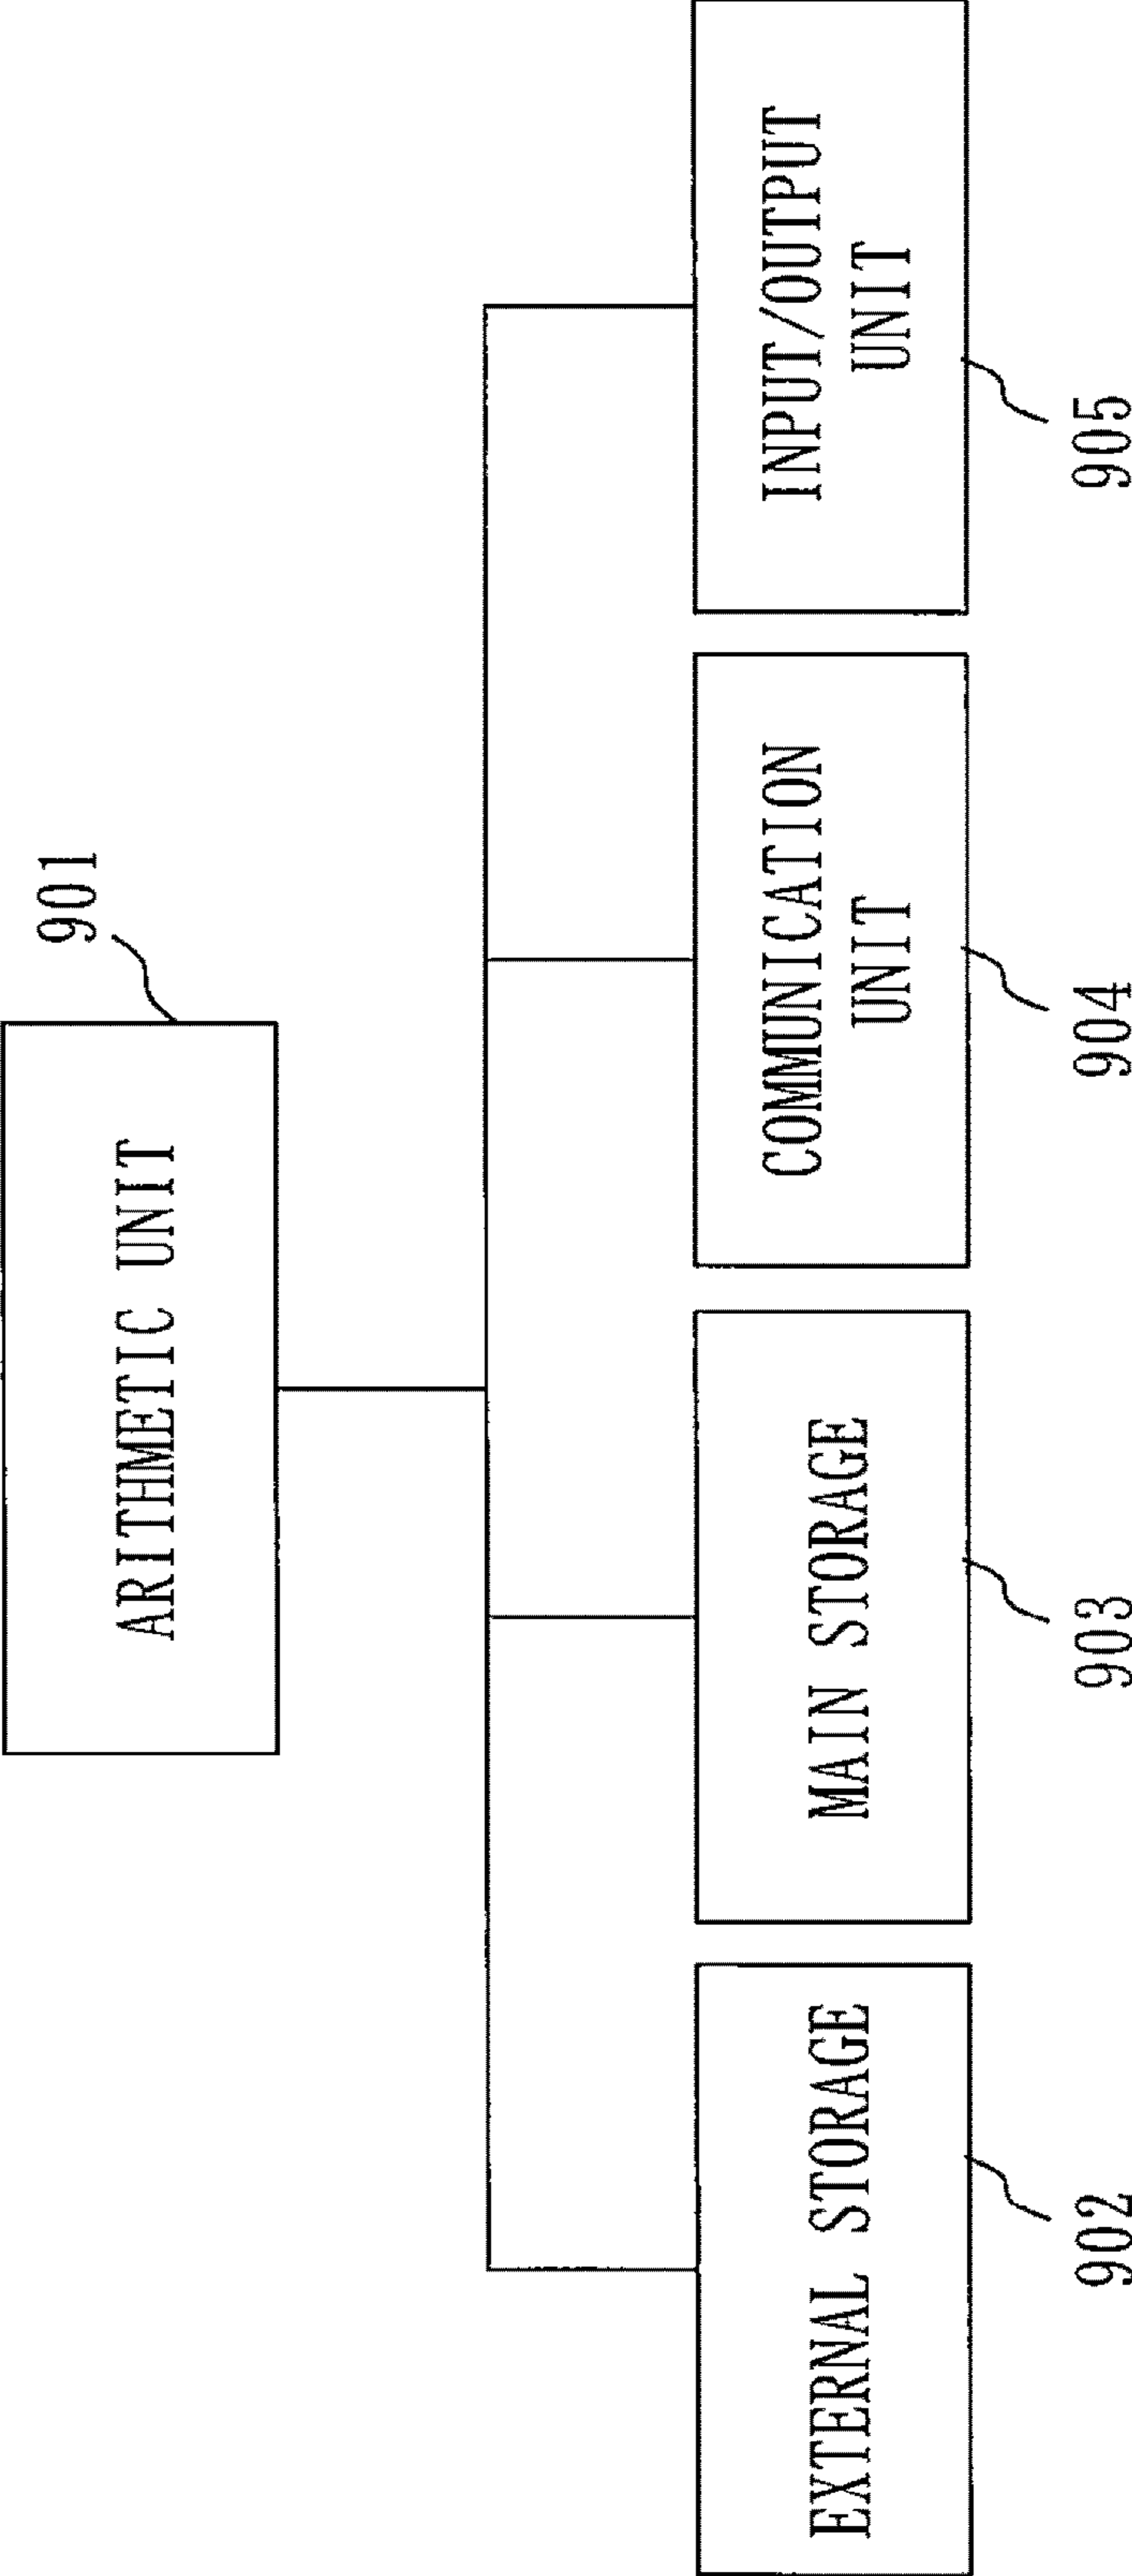 901
ARITHMETIC UNIT
EXTERNAL STORAGE
MAIN STORAGE
COMMUNICATION
UNIT
INPUT/OUTPUT
UNIT
902
903
904
905